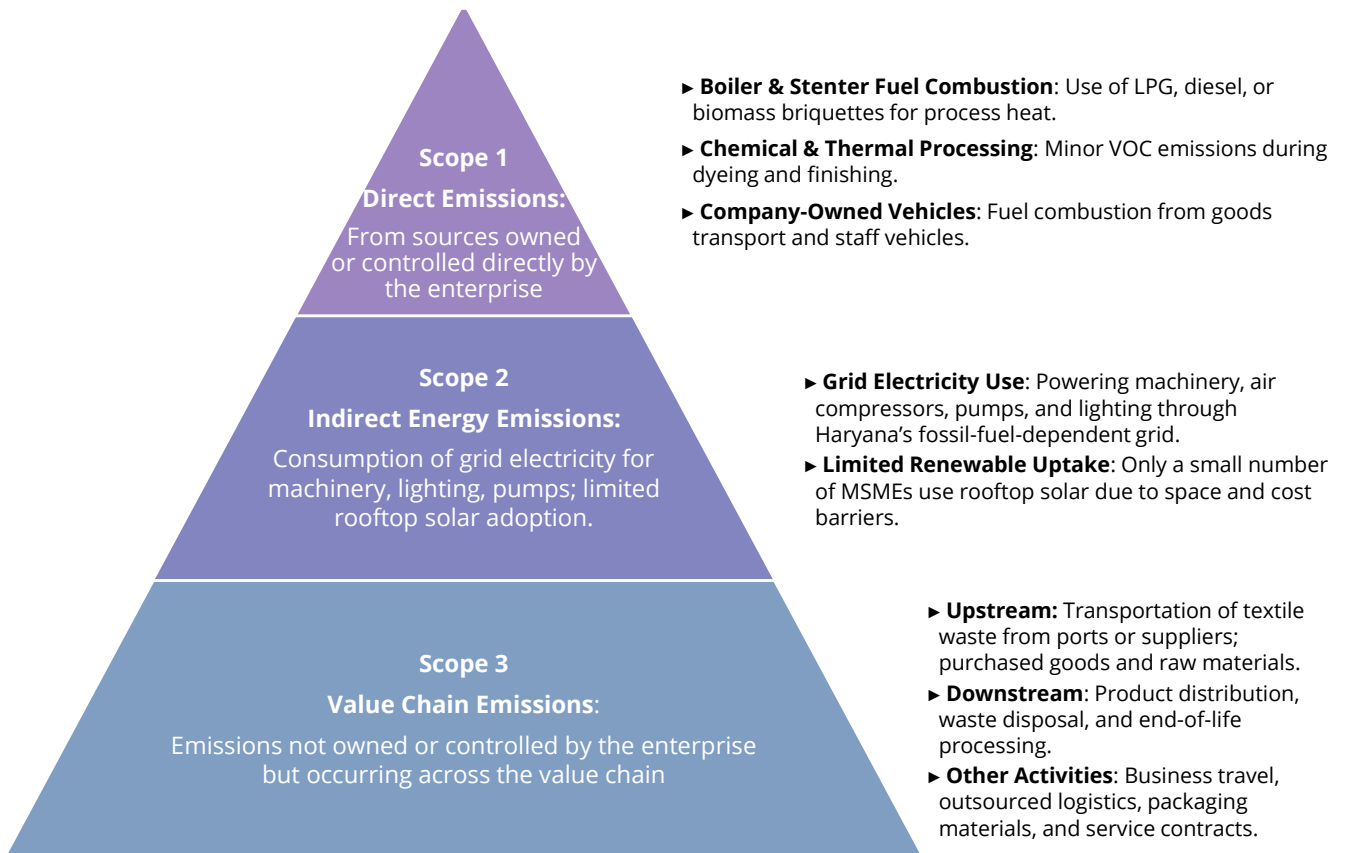 Scope 1
Direct Emissions:
From sources owned
or controlled directly by
the enterprise
► Boiler & Stenter Fuel Combustion: Use of LPG, diesel, or
biomass briquettes for process heat.
► Chemical & Thermal Processing: Minor VOC emissions during
dyeing and finishing.
► Company-Owned Vehicles: Fuel combustion from goods
transport and staff vehicles.
Scope 2
Indirect Energy Emissions:
Consumption of grid electricity for
machinery, lighting, pumps; limited
rooftop solar adoption.
► Grid Electricity Use: Powering machinery, air
compressors, pumps, and lighting through
Haryana’s fossil-fuel-dependent grid.
► Limited Renewable Uptake: Only a small number
of MSMEs use rooftop solar due to space and cost
barriers.
Scope 3
Value Chain Emissions:
Emissions not owned or controlled by the enterprise
but occurring across the value chain
► Upstream: Transportation of textile
waste from ports or suppliers;
purchased goods and raw materials.
► Downstream: Product distribution,
waste disposal, and end-of-life
processing.
► Other Activities: Business travel,
outsourced logistics, packaging
materials, and service contracts.